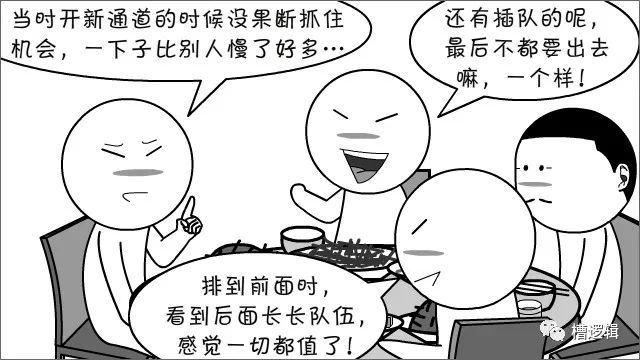 当时开新通道的时候没果断抓住
机会，一下子比别人慢了好多…
还有插队的呢，
最后不都要出去
嘛，一个样！
排到前面时，
看到后面长长队伍，
感觉一切都值了！
槽逻辑